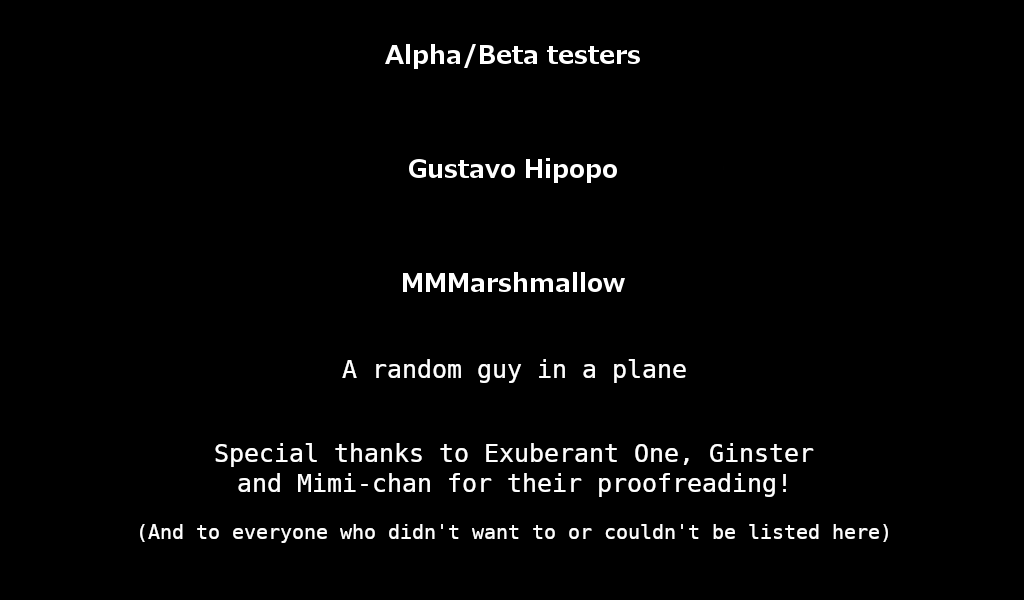 Alpha/Beta testers
Gustavo Hipopo
MMMarshmallow
A random guy in a plane
Special thanks to Exuberant One, Ginster
and Mimi-chan for their proofreading!
(And to everyone who didn't want to or couldn't be listed here)